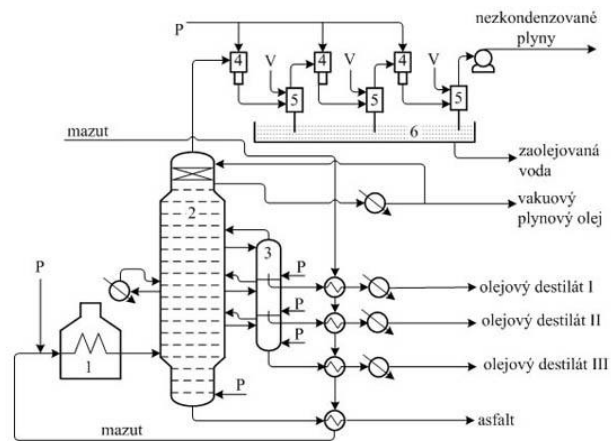 nezkondenzované
plyny
P
4
4
4
V
V
V
5
5
5
6
mazut
zaolejovaná
voda
vakuový
plynový olej
2
3
P
P
olejový destilát I
P
olejový destilát II
P
1
olejový destilát III
P
mazut
asfalt